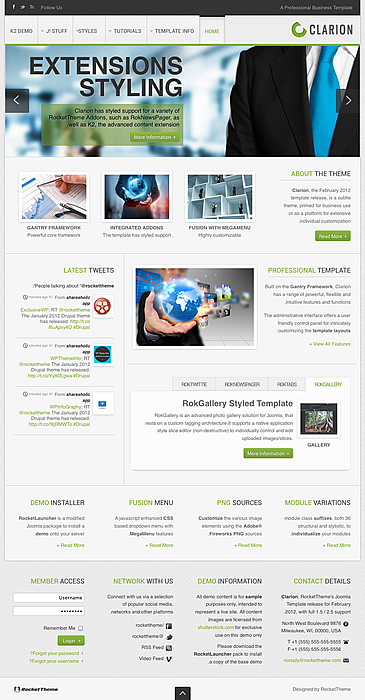 Follow Us
A Professional Business Template
K2 DEMO
J! STUFF
STYLES
TUTORIALS
TEMPLATE INFO
HOME
CLARION
EXTENSIONS
STYLING
Clarion has styled support for a variety of
RocketTheme Addons, such as RokNewsPager, as
well as K2, the advanced content extension
More Information
GANTRY FRAMEWORK
Powerful core framework
INTEGRATED ADDONS
The template has styled support
FUSION WITH MEGAMENU
Highly customizable
ABOUT THE THEME
Clarion, the February 2012
template release, is a subtle
theme, primed for business use
or as a platform for extensive
.individual customization
Read More
LATEST TWEETS
"People talking about "@rockettheme
minutes ago #1 From shareaholic
app
ExclusiveWP: RT @rockettheme
The January 2012 Drupal theme
has released: http://t.co
/8uApvy4O #Drupal
minutes ago #1 From shareaholic
app
WPThemeInfo: RT
@rockettheme The January 2012
Drupal theme has released:
http://t.co/Yy80Egwa #Drupal
minutes ago #1 From shareaholic
app
WPInfoGraphy: RT
@rockettheme The January 2012
Drupal theme has released:
http://t.co/5bjRMWTo #Drupal
PROFESSIONAL TEMPLATE
Built on the Gantry Framework, Clarion
has a range of powerful, flexible and
.intuitive features and functions
The administrative interface offers a user
friendly control panel for intricately
.customizing the template layouts
» View All Features
ROKTWITTIE
ROKNEWSPAGER
ROKTABS
ROKGALLERY
RokGallery Styled Template
RokGallery is an advanced photo gallery solution for Joomla, that
rests on a custom tagging architecture It supports a native application
style slice editor (non-destructive) to individually control and edit
.uploaded images/slices
More Information
GALLERY
DEMO INSTALLER
RocketLauncher is a modified
Joomla package to install a
.demo onto your server
» Read More
FUSION MENU
A javascript enhanced CSS
based dropdown menu with
.MegaMenu features
» Read More
PNG SOURCES
Customize the various image
elements using the Adobe®
.Fireworks PNG sources
» Read More
MODULE VARIATIONS
module class suffixes, both 36
structural and stylistic, to
.individualize your modules
» Read More
MEMBER ACCESS
Username
Remember Me
Login
?Forgot your password
?Forgot your username
NETWORK WITH US
Connect with us via a selection
of popular social media,
.networks and other platforms
rockettheme
rockettheme@
RSS Feed
Video Feed
DEMO INFORMATION
All demo content is for sample
purposes only, intended to
represent a live site. All content
images are licensed from
shutterstock.com for exclusive
.use on this demo only
Please download the
RocketLauncher pack to install
.a copy of the base demo
CONTACT DETAILS
Clarion, RocketTheme's Joomla
Template release for February
2012, with full 1.5 / 2.5 support
North West Boulevard 9876
Milwaukee, WI, 00000, USA
T +1 (555) 555-555-5555
F +1 (555) 555-555-5556
noreply@rockettheme.com
RocketTheme
Designed by RocketTheme